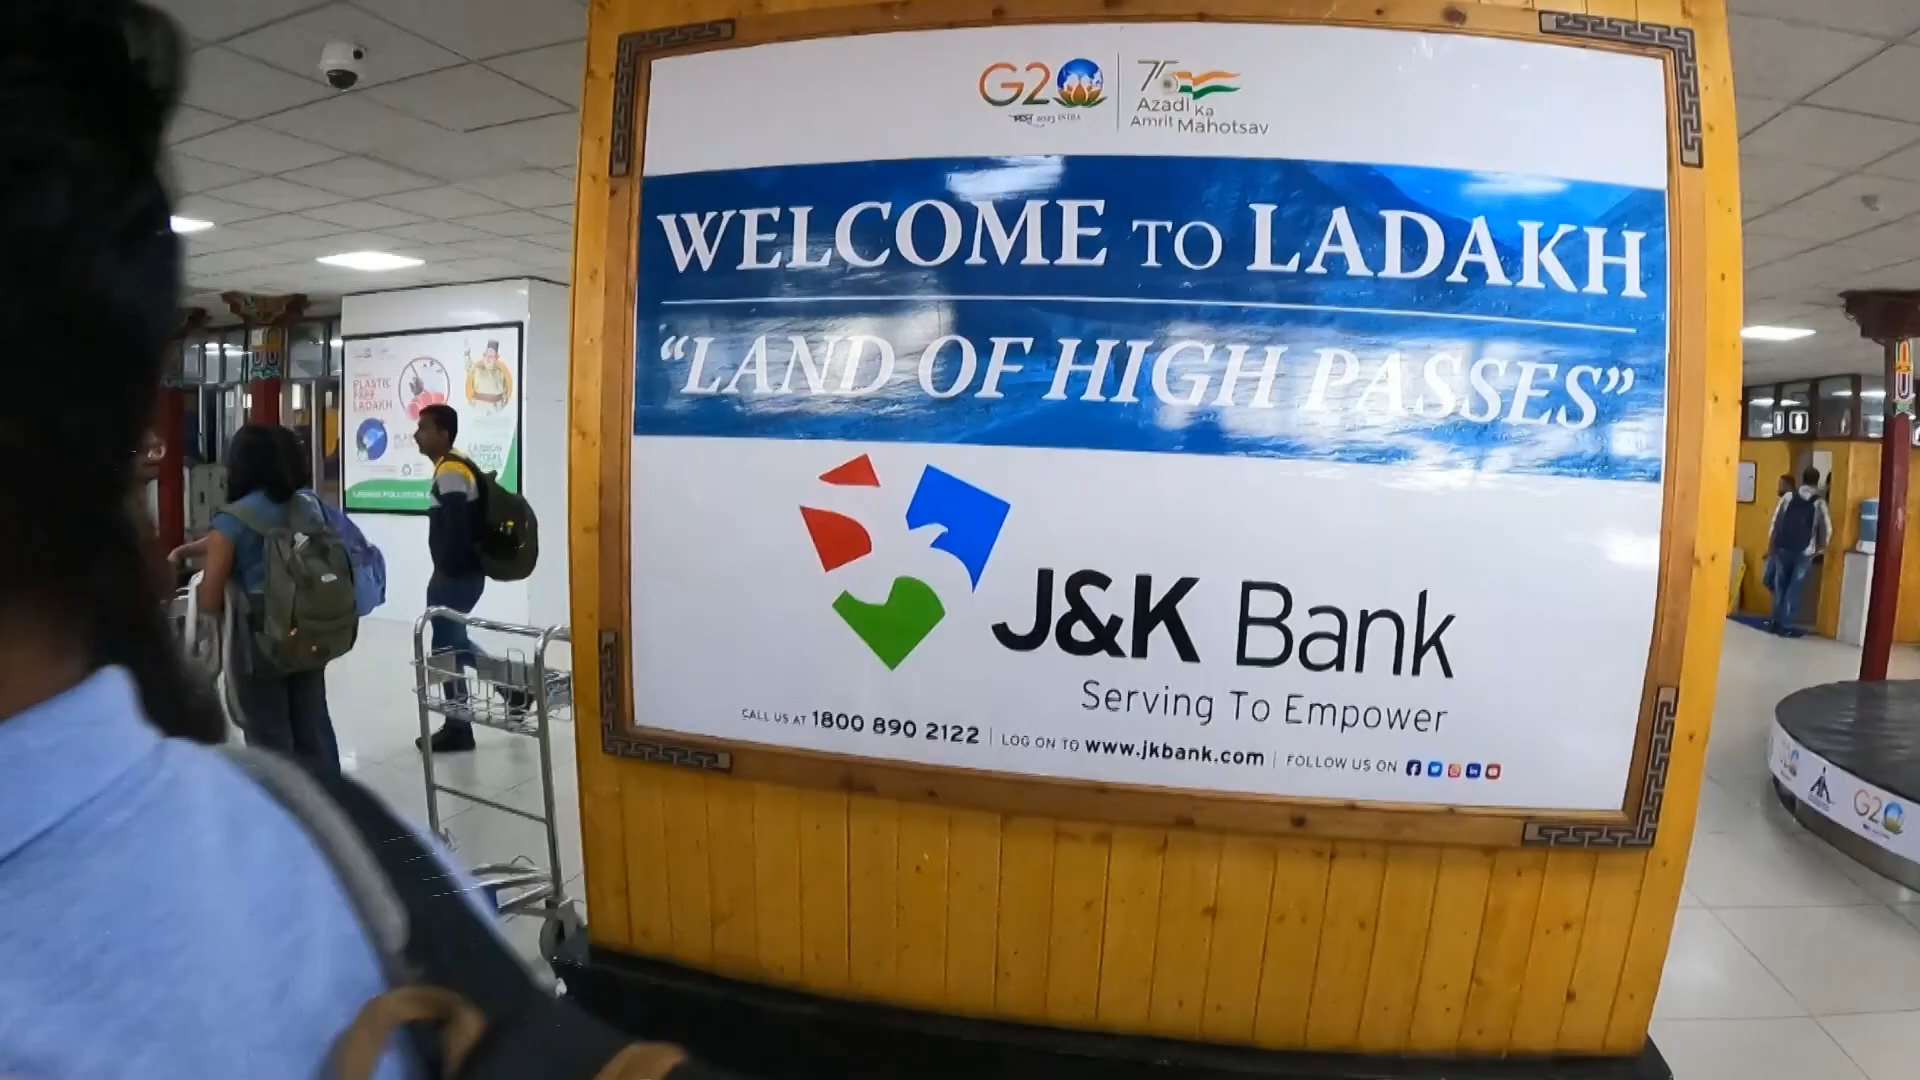 G20
75
Azadi Ka
Amrit Mahotsav
WELCOME TO LADAKH
“LAND OF HIGH PASSES”
J&K Bank
Serving To Empower
CALL US AT 1800 890 2122 | LOG ON TO www.jkbank.com | FOLLOW US ON
PLASTIC
FREE
LADAKH
G20